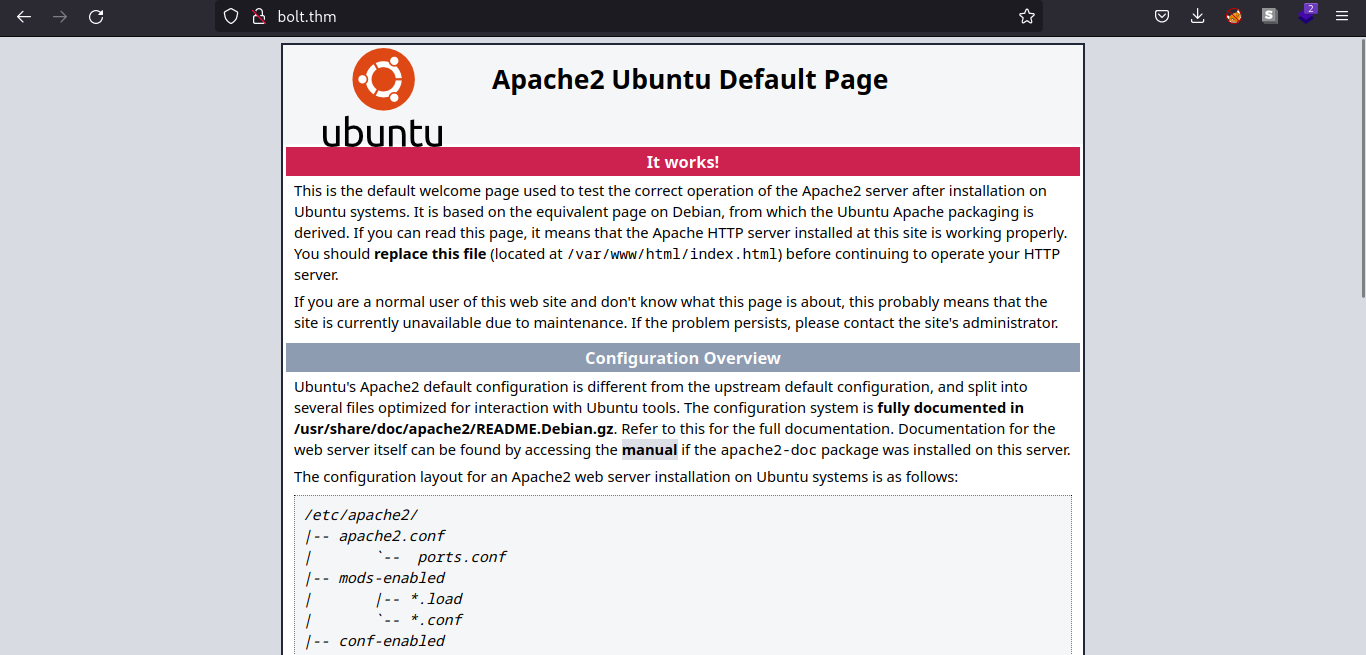 bolt.thm
S
2
ubuntu
Apache2 Ubuntu Default Page
It works!
This is the default welcome page used to test the correct operation of the Apache2 server after installation on
Ubuntu systems. It is based on the equivalent page on Debian, from which the Ubuntu Apache packaging is
derived. If you can read this page, it means that the Apache HTTP server installed at this site is working properly.
You should replace this file (located at /var/www/html/index.html) before continuing to operate your HTTP
server.
If you are a normal user of this web site and don't know what this page is about, this probably means that the
site is currently unavailable due to maintenance. If the problem persists, please contact the site's administrator.
Configuration Overview
Ubuntu's Apache2 default configuration is different from the upstream default configuration, and split into
several files optimized for interaction with Ubuntu tools. The configuration system is fully documented in
/usr/share/doc/apache2/README.Debian.gz. Refer to this for the full documentation. Documentation for the
web server itself can be found by accessing the manual if the apache2-doc package was installed on this server.
The configuration layout for an Apache2 web server installation on Ubuntu systems is as follows:
/etc/apache2/
|-- apache2.conf
|       `--  ports.conf
|-- mods-enabled
|       |-- *.load
|       `-- *.conf
|-- conf-enabled